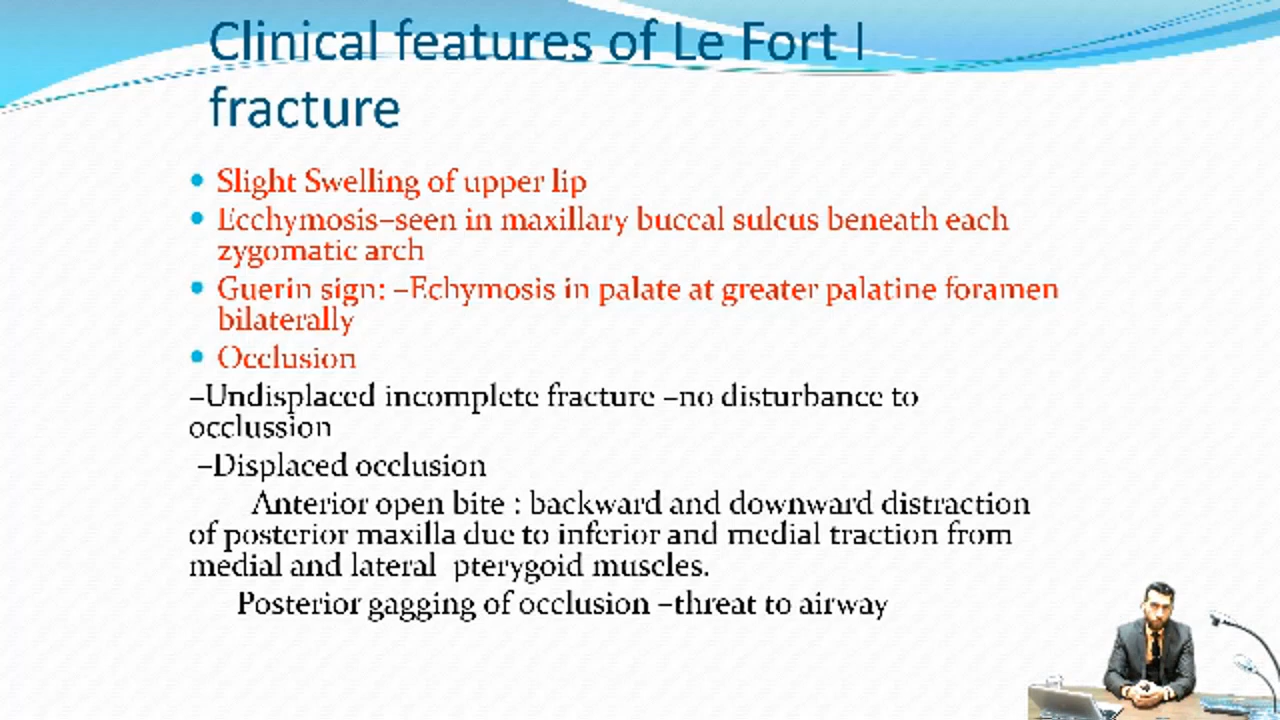 Clinical features of Le Fort I
fracture
• Slight Swelling of upper lip
• Ecchymosis–seen in maxillary buccal sulcus beneath each
zygomatic arch
• Guerin sign: –Echymosis in palate at greater palatine foramen
bilaterally
• Occlusion
–Undisplaced incomplete fracture –no disturbance to
occlussion
–Displaced occlusion
Anterior open bite : backward and downward distraction
of posterior maxilla due to inferior and medial traction from
medial and lateral pterygoid muscles.
Posterior gagging of occlusion –threat to airway